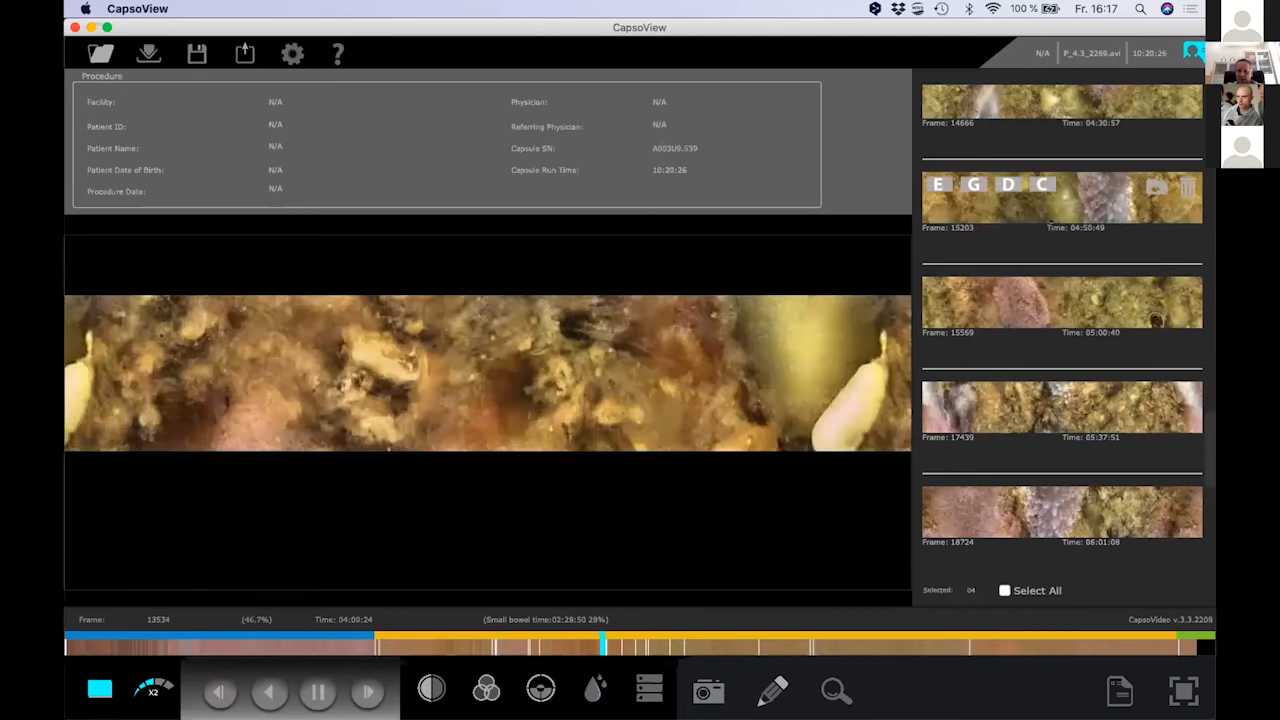 CapsoView
100 %
Fr. 16:17
CapsoView
N/A P_4.3_2269.avi 10:20:26
Procedure
Facility: N/A Physician: N/A
Patient ID: N/A Referring Physician: N/A
Patient Name: N/A Capsule SN: A003U9.539
Patient Date of Birth: N/A Capsule Run Time: 10:20:26
Procedure Date: N/A
Frame: 14666 Time: 04:30:57
E G D C
Frame: 15203 Time: 04:50:49
Frame: 15569 Time: 05:00:40
Frame: 17439 Time: 05:37:51
Frame: 18724 Time: 06:01:08
Selected: 04 Select All
Frame: 13534 (46.7%) Time: 04:09:24 (Small bowel time:02:28:50 28%) CapsoVideo v.3.3.2208
X2